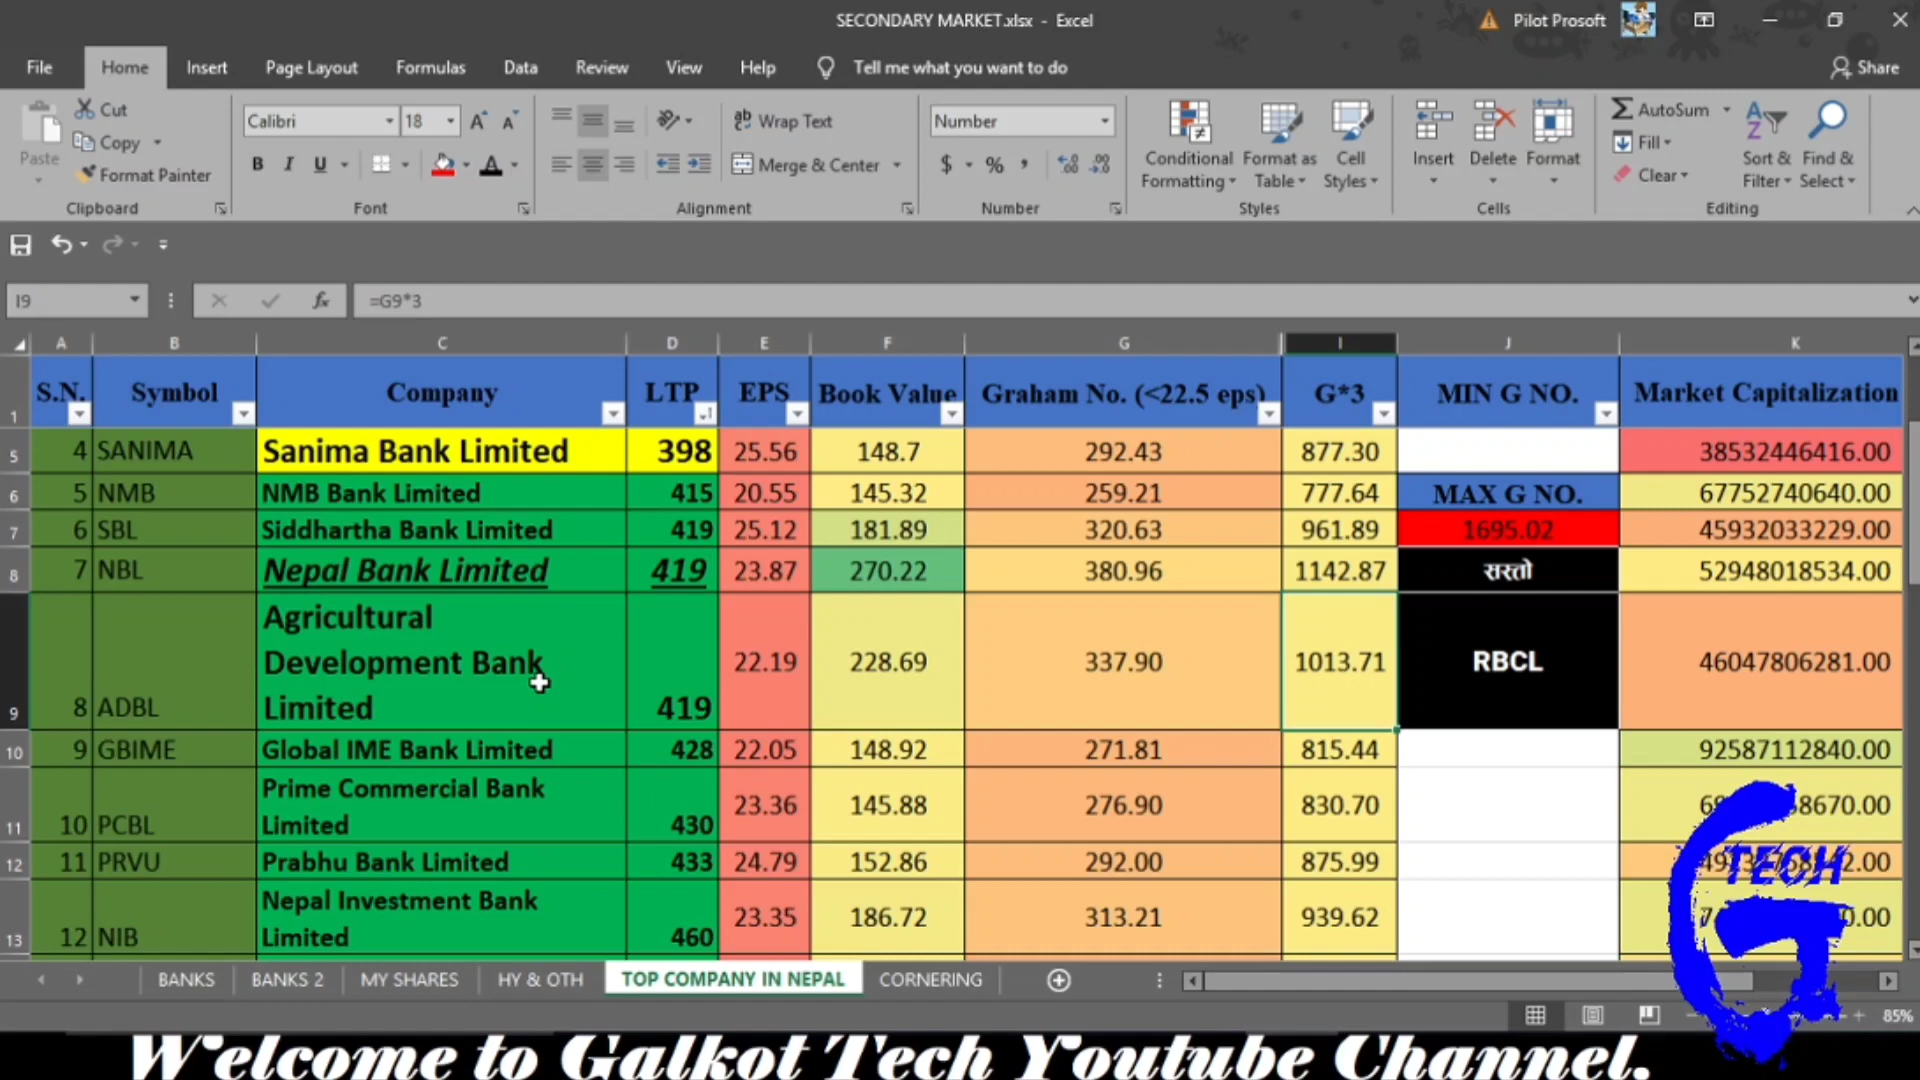 SECONDARY MARKET.xlsx - Excel
Pilot Prosoft
File Home Insert Page Layout Formulas Data Review View Help Tell me what you want to do Share
Paste Cut Copy Format Painter Clipboard
Calibri 18 A A B I U A Font
ab Wrap Text Merge & Center Alignment
Number $ % , Number
Conditional Formatting Format as Table Cell Styles Styles
Insert Delete Format Cells
AutoSum Fill Clear Sort & Filter Find & Select Editing
I9 fx =G9*3
A B C D E F G I J K
1 S.N. Symbol Company LTP EPS Book Value Graham No. (<22.5 eps) G*3 MIN G NO. Market Capitalization
5 4 SANIMA Sanima Bank Limited 398 25.56 148.7 292.43 877.30 38532446416.00
6 5 NMB NMB Bank Limited 415 20.55 145.32 259.21 777.64 MAX G NO. 67752740640.00
7 6 SBL Siddhartha Bank Limited 419 25.12 181.89 320.63 961.89 1695.02 45932033229.00
8 7 NBL Nepal Bank Limited 419 23.87 270.22 380.96 1142.87 सस्तो 52948018534.00
9 8 ADBL Agricultural Development Bank Limited 419 22.19 228.69 337.90 1013.71 RBCL 46047806281.00
10 9 GBIME Global IME Bank Limited 428 22.05 148.92 271.81 815.44 92587112840.00
11 10 PCBL Prime Commercial Bank Limited 430 23.36 145.88 276.90 830.70
12 11 PRVU Prabhu Bank Limited 433 24.79 152.86 292.00 875.99
13 12 NIB Nepal Investment Bank Limited 460 23.35 186.72 313.21 939.62
TECH
BANKS BANKS 2 MY SHARES HY & OTH TOP COMPANY IN NEPAL CORNERING
85%
Welcome to Galkot Tech Youtube Channel.